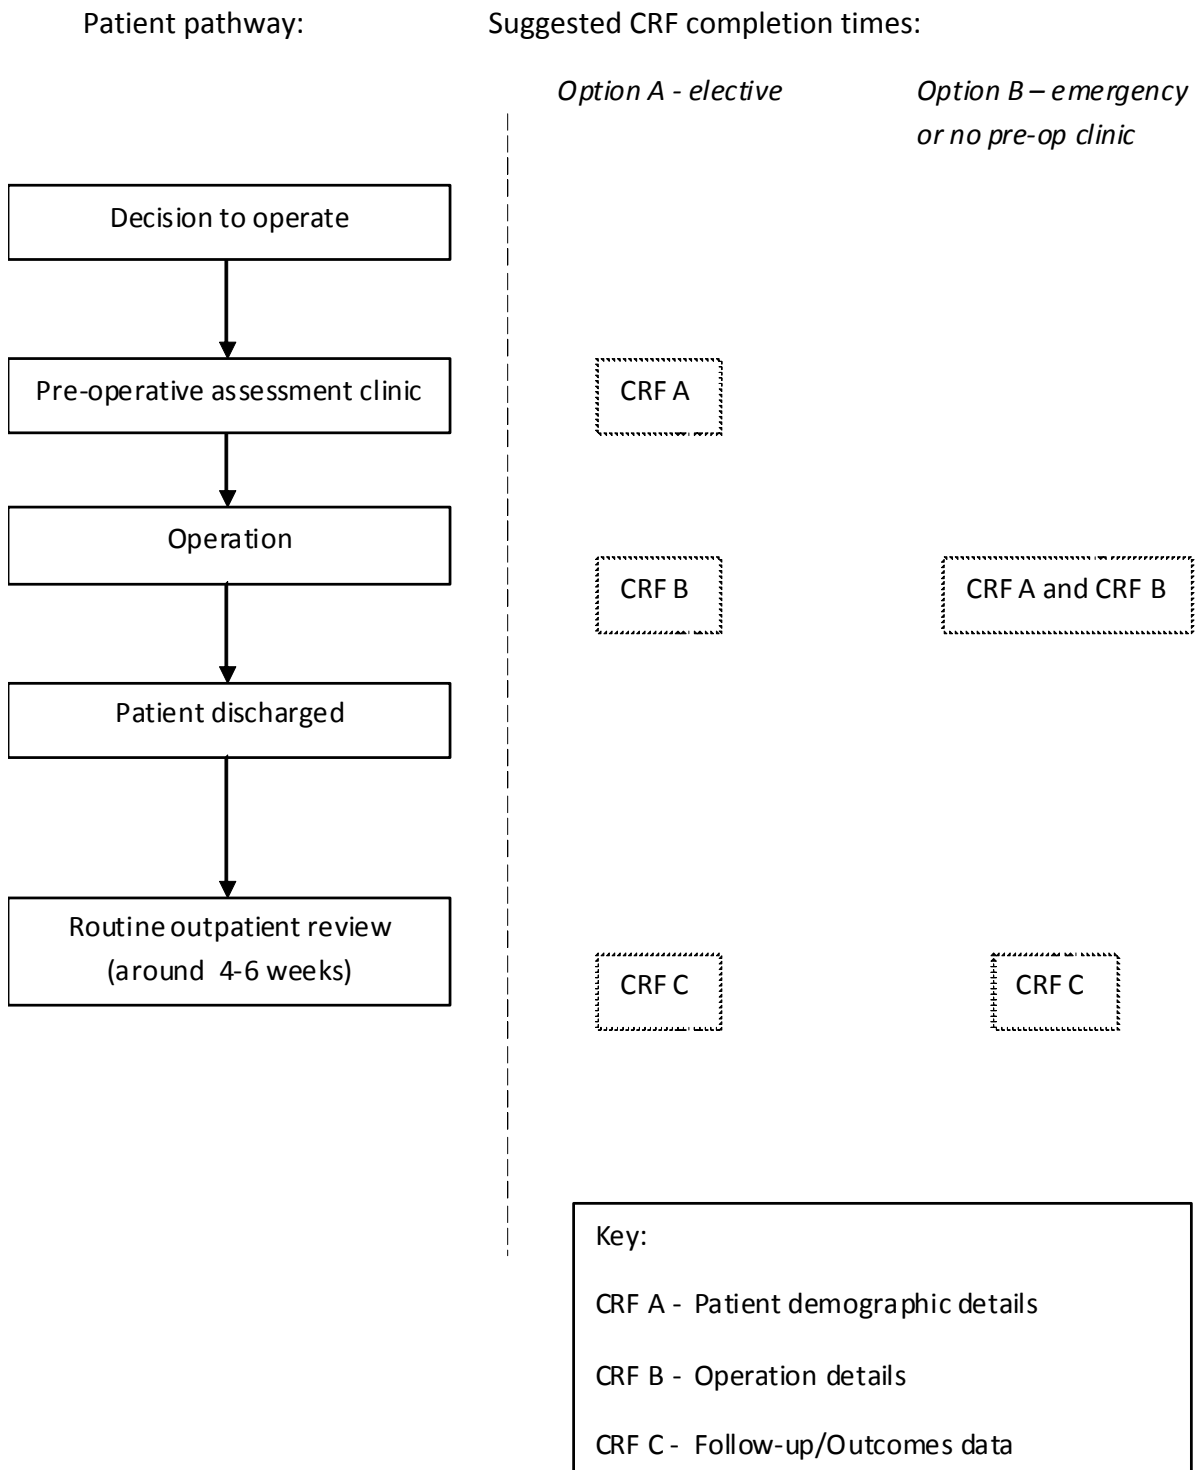 Patient pathway:
Suggested CRF completion times:
Option A - elective
Option B – emergency
or no pre-op clinic
Decision to operate
Pre-operative assessment clinic
CRF A
Operation
CRF B
CRF A and CRF B
Patient discharged
Routine outpatient review
(around 4-6 weeks)
CRF C
CRF C
Key:
CRF A - Patient demographic details
CRF B - Operation details
CRF C - Follow-up/Outcomes data